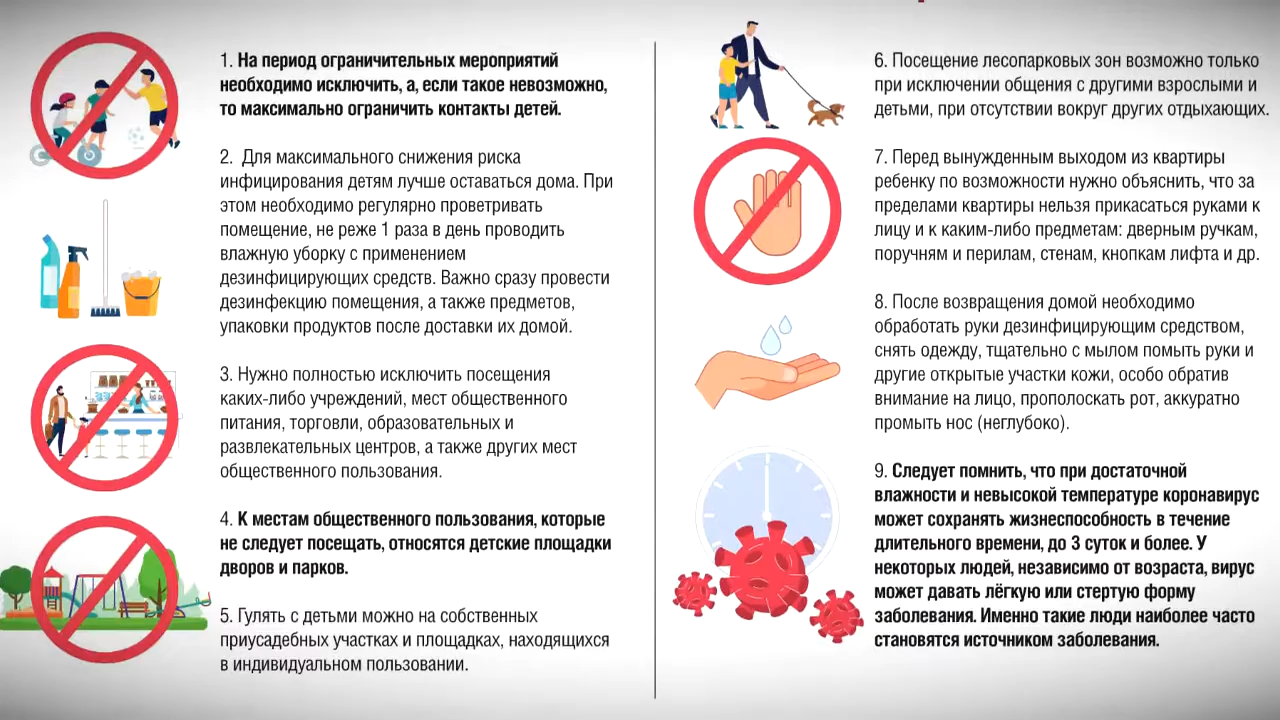 1. На период ограничительных мероприятий
необходимо исключить, а, если такое невозможно,
то максимально ограничить контакты детей.
2. Для максимального снижения риска
инфицирования детям лучше оставаться дома. При
этом необходимо регулярно проветривать
помещение, не реже 1 раза в день проводить
влажную уборку с применением
дезинфицирующих средств. Важно сразу провести
дезинфекцию помещения, а также предметов,
упаковки продуктов после доставки их домой.
3. Нужно полностью исключить посещения
каких-либо учреждений, мест общественного
питания, торговли, образовательных и
развлекательных центров, а также других мест
общественного пользования.
4. К местам общественного пользования, которые
не следует посещать, относятся детские площадки
дворов и парков.
5. Гулять с детьми можно на собственных
приусадебных участках и площадках, находящихся
в индивидуальном пользовании.
6. Посещение лесопарковых зон возможно только
при исключении общения с другими взрослыми и
детьми, при отсутствии вокруг других отдыхающих.
7. Перед вынужденным выходом из квартиры
ребенку по возможности нужно объяснить, что за
пределами квартиры нельзя прикасаться руками к
лицу и к каким-либо предметам: дверным ручкам,
поручням и перилам, стенам, кнопкам лифта и др.
8. После возвращения домой необходимо
обработать руки дезинфицирующим средством,
снять одежду, тщательно с мылом помыть руки и
другие открытые участки кожи, особо обратив
внимание на лицо, прополоскать рот, аккуратно
промыть нос (неглубоко).
9. Следует помнить, что при достаточной
влажности и невысокой температуре коронавирус
может сохранять жизнеспособность в течение
длительного времени, до 3 суток и более. У
некоторых людей, независимо от возраста, вирус
может давать лёгкую или стертую форму
заболевания. Именно такие люди наиболее часто
становятся источником заболевания.